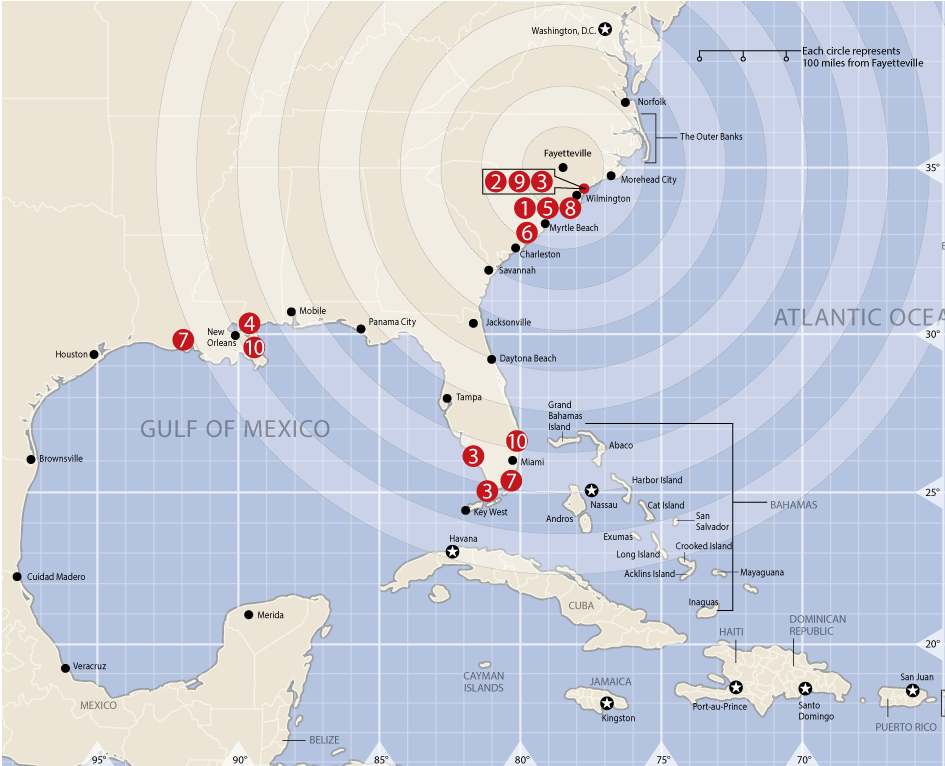 Washington, D.C.
Each circle represents
100 miles from Fayetteville
Norfolk
The Outer Banks
Fayetteville
35°
2 9 3
Morehead City
Wilmington
1 5 8
Myrtle Beach
6
Charleston
Savannah
ATLANTIC OCEA
Mobile
4
Panama City
Jacksonville
30°
7
New
Orleans
10
Houston
Daytona Beach
Tampa
Grand
Bahamas
Island
GULF OF MEXICO
10
Abaco
3
Miami
Brownsville
7
Harbor Island
3
25°
Nassau
Cat Island
BAHAMAS
Key West
Andros
San
Salvador
Exumas
Havana
Crooked Island
Long Island
Acklins Island
Mayaguana
Cuidad Madero
CUBA
Inaguas
Merida
DOMINICAN
REPUBLIC
HAITI
20°
Veracruz
CAYMAN
ISLANDS
JAMAICA
San Juan
MEXICO
Kingston
Port-au-Prince
Santo
Domingo
PUERTO RICO
BELIZE
95°
90°
85°
80°
75°
70°